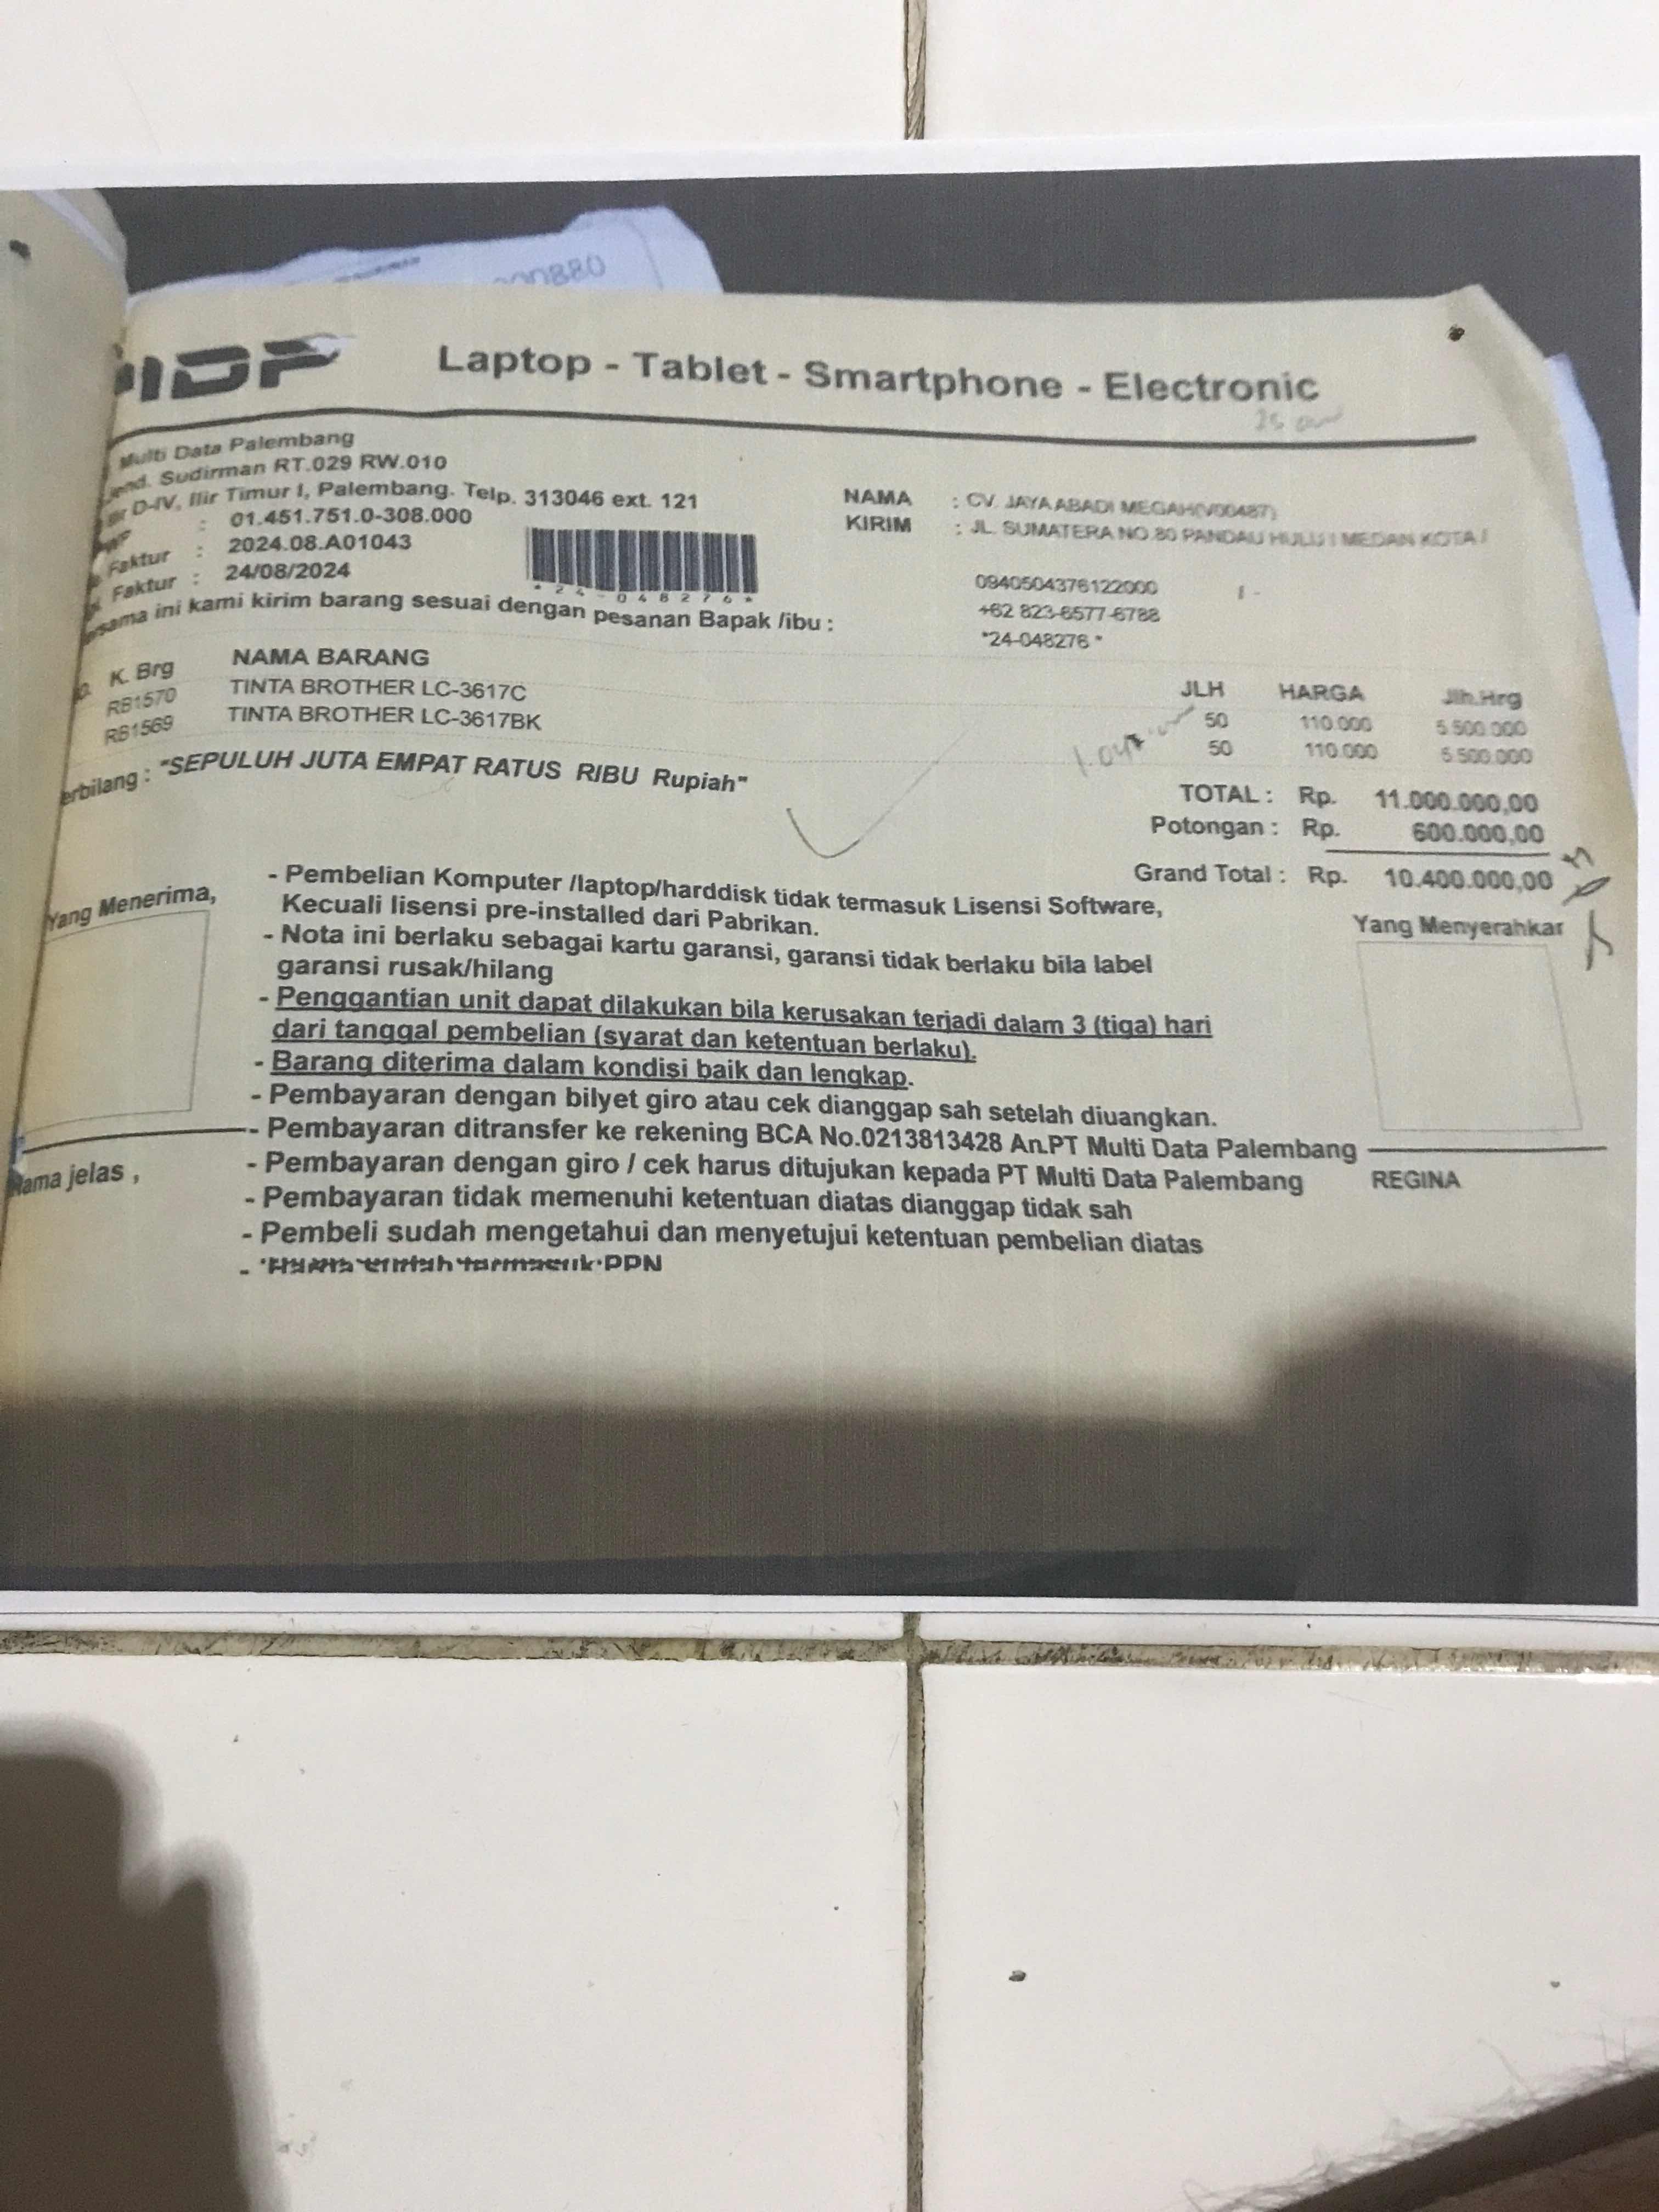 Laptop - Tablet - Smartphone - Electronic
Multi Data Palembang
Sudirman RT.029 RW.010
D-IV, Ilir Timur I, Palembang. Telp. 313046 ext. 121
: 01.451.751.0-308.000
Faktur : 2024.08.A01043
Faktur : 24/08/2024
NAMA : CV. JAYA ABADI MEGAH(V00487)
KIRIM : JL. SUMATERA NO.80 PANDAU HULU I MEDAN KOTA /
0940504376122000
+62 823-6577-6788
*24-048276*
*24-048276*
ini kami kirim barang sesuai dengan pesanan Bapak /ibu :
K. Brg NAMA BARANG JLH HARGA Jlh.Hrg
RB1570 TINTA BROTHER LC-3617C 50 110.000 5.500.000
RB1569 TINTA BROTHER LC-3617BK 50 110.000 5.500.000
erbilang : "SEPULUH JUTA EMPAT RATUS RIBU Rupiah"
TOTAL : Rp. 11.000.000,00
Potongan : Rp. 600.000,00
Grand Total : Rp. 10.400.000,00
Yang Menerima,
Yang Menyerahkar
- Pembelian Komputer /laptop/harddisk tidak termasuk Lisensi Software,
Kecuali lisensi pre-installed dari Pabrikan.
- Nota ini berlaku sebagai kartu garansi, garansi tidak berlaku bila label
garansi rusak/hilang
- Penggantian unit dapat dilakukan bila kerusakan terjadi dalam 3 (tiga) hari
dari tanggal pembelian (syarat dan ketentuan berlaku).
- Barang diterima dalam kondisi baik dan lengkap.
- Pembayaran dengan bilyet giro atau cek dianggap sah setelah diuangkan.
- Pembayaran ditransfer ke rekening BCA No.0213813428 An.PT Multi Data Palembang
- Pembayaran dengan giro / cek harus ditujukan kepada PT Multi Data Palembang
- Pembayaran tidak memenuhi ketentuan diatas dianggap tidak sah
- Pembeli sudah mengetahui dan menyetujui ketentuan pembelian diatas
- termasuk PPN
Nama jelas ,
REGINA